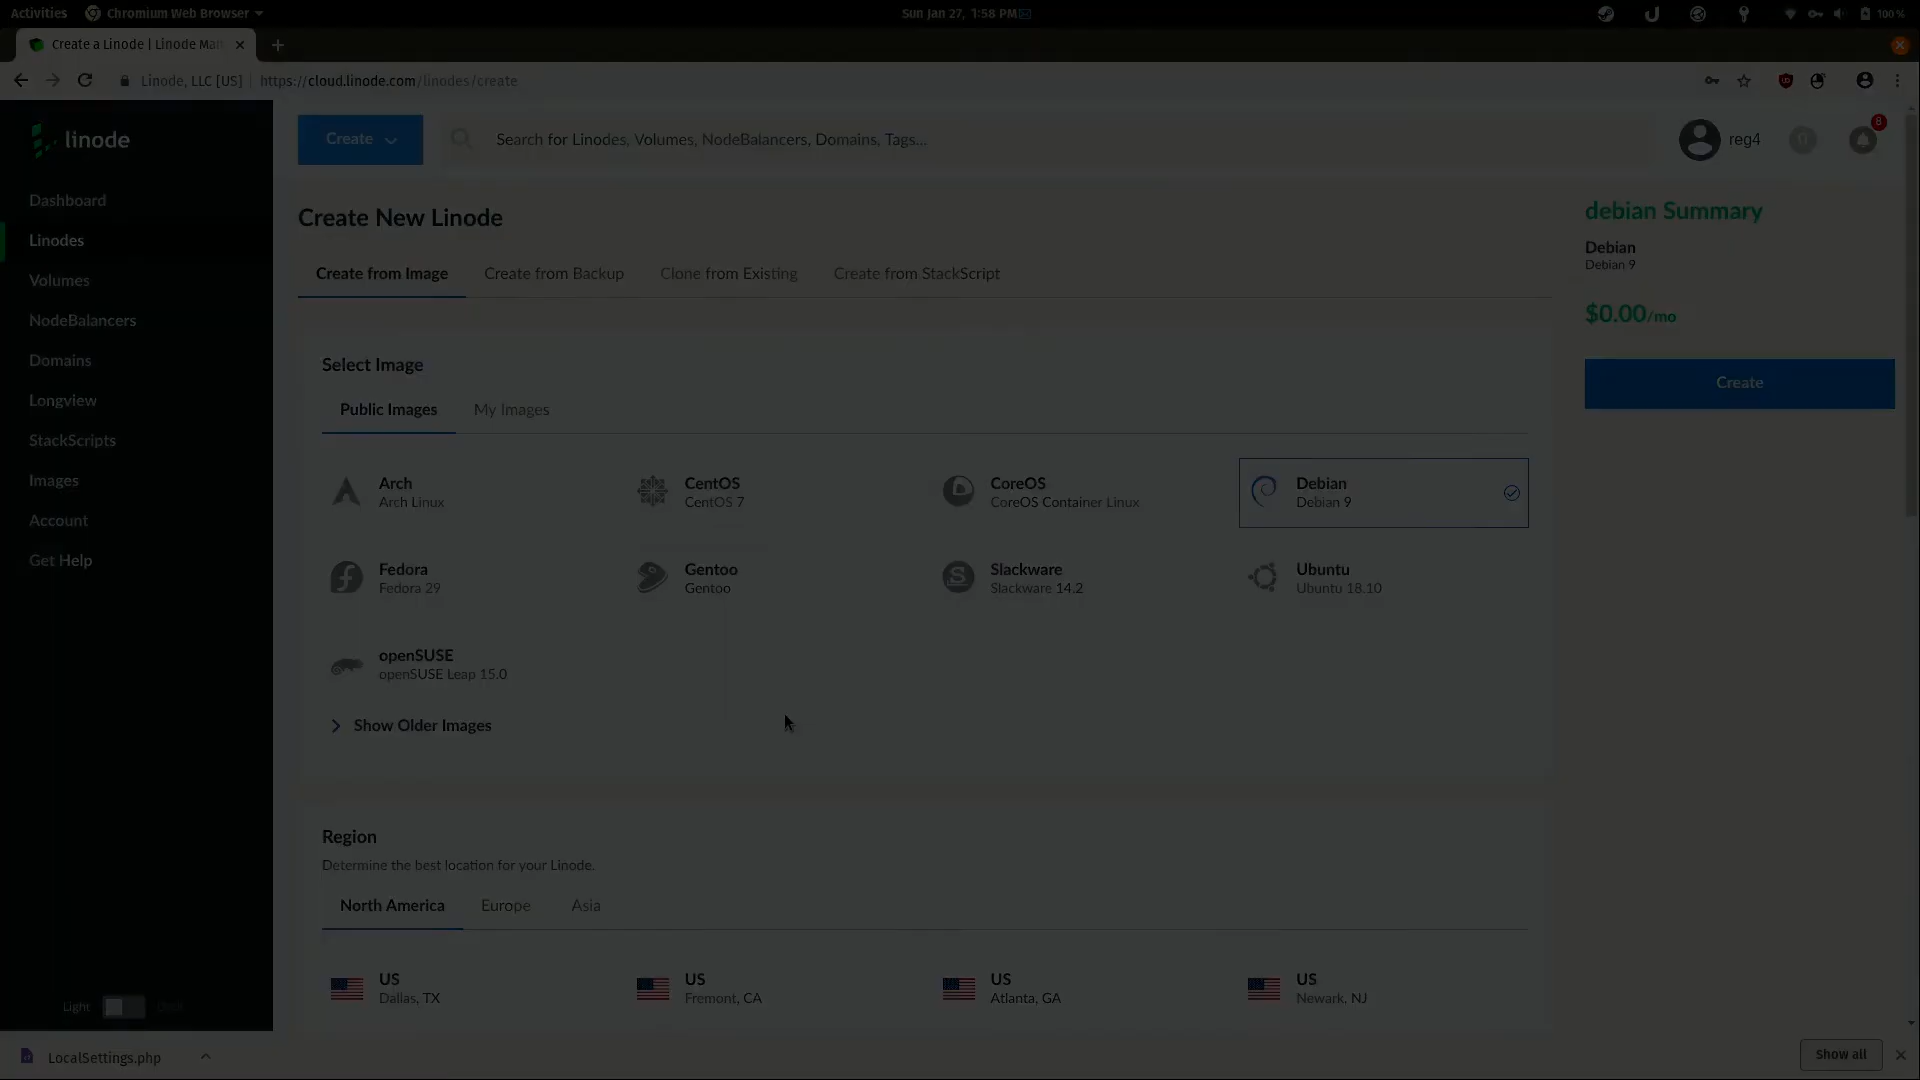 Activities Chromium Web Browser Sun Jan 27, 1:58 PM 100 %
Create a Linode | Linode Man
Linode, LLC [US] https://cloud.linode.com/linodes/create
linode
Create
Search for Linodes, Volumes, NodeBalancers, Domains, Tags...
reg4
8
Dashboard
Linodes
Volumes
NodeBalancers
Domains
Longview
StackScripts
Images
Account
Get Help
Light
Create New Linode
Create from Image Create from Backup Clone from Existing Create from StackScript
Select Image
Public Images My Images
Arch
Arch Linux
CentOS
CentOS 7
CoreOS
CoreOS Container Linux
Debian
Debian 9
Fedora
Fedora 29
Gentoo
Gentoo
Slackware
Slackware 14.2
Ubuntu
Ubuntu 18.10
openSUSE
openSUSE Leap 15.0
Show Older Images
Region
Determine the best location for your Linode.
North America Europe Asia
US
Dallas, TX
US
Fremont, CA
US
Atlanta, GA
US
Newark, NJ
debian Summary
Debian
Debian 9
$0.00/mo
Create
LocalSettings.php
Show all